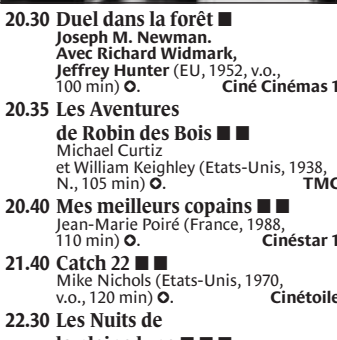 20.30 Duel dans la forêt ■
Joseph M. Newman.
Avec Richard Widmark,
Jeffrey Hunter (EU, 1952, v.o.,
100 min) ✪. Ciné Cinémas 1
20.35 Les Aventures
de Robin des Bois ■ ■
Michael Curtiz
et William Keighley (Etats-Unis, 1938,
N., 105 min) ✪. TMC
20.40 Mes meilleurs copains ■ ■
Jean-Marie Poiré (France, 1988,
110 min) ✪. Cinéstar 1
21.40 Catch 22 ■ ■
Mike Nichols (Etats-Unis, 1970,
v.o., 120 min) ✪. Cinétoile
22.30 Les Nuits de